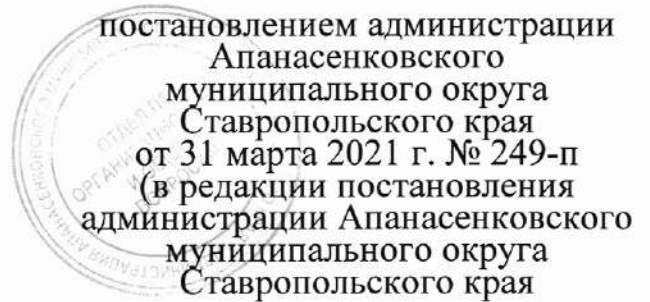 постановлением администрации
Апанасенковского
муниципального округа
Ставропольского края
от 31 марта 2021 г. № 249-п
(в редакции постановления
администрации Апанасенковского
муниципального округа
Ставропольского края